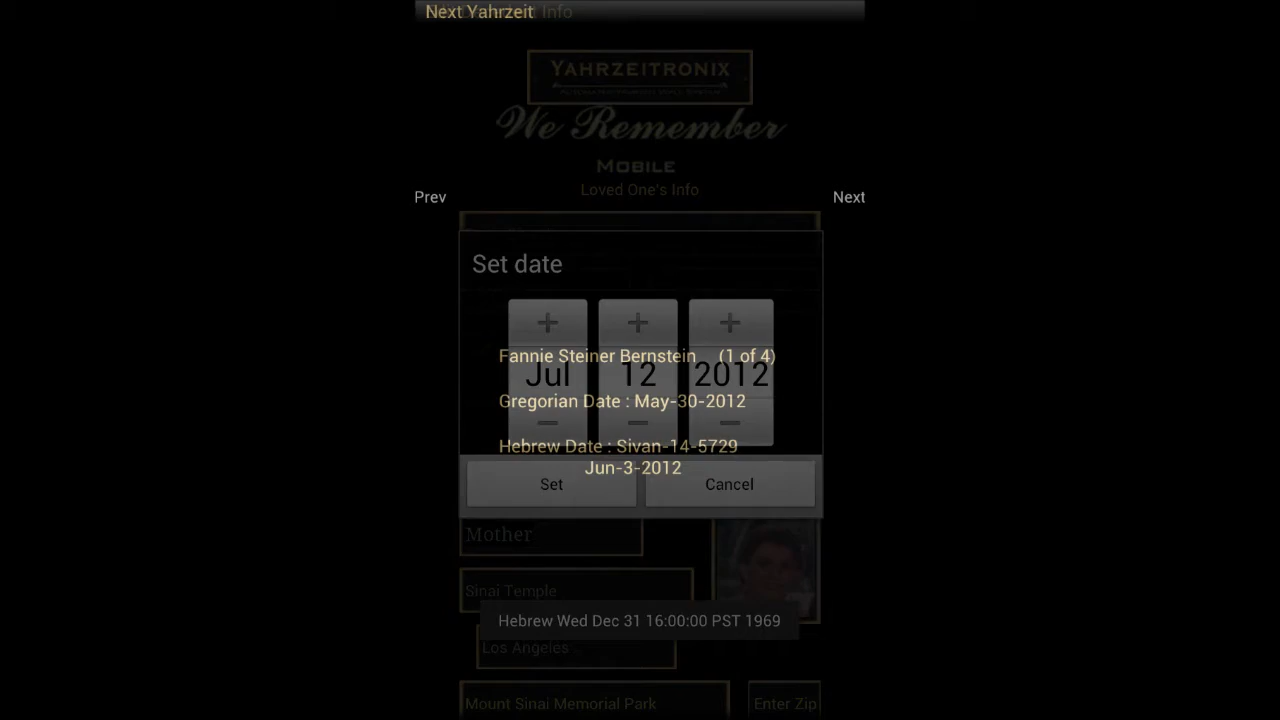 Next Yahrzeit Info
YAHRZEITRONIX
We Remember
MOBILE
Loved One's Info
Prev
Next
Set date
+ + +
Fannie Steiner Bernstein (1 of 4)
Jul 12 2012
Gregorian Date : May-30-2012
- - -
Hebrew Date : Sivan-14-5729
Jun-3-2012
Set Cancel
Mother
Sinai Temple
Hebrew Wed Dec 31 16:00:00 PST 1969
Los Angeles
Mount Sinai Memorial Park Enter Zip